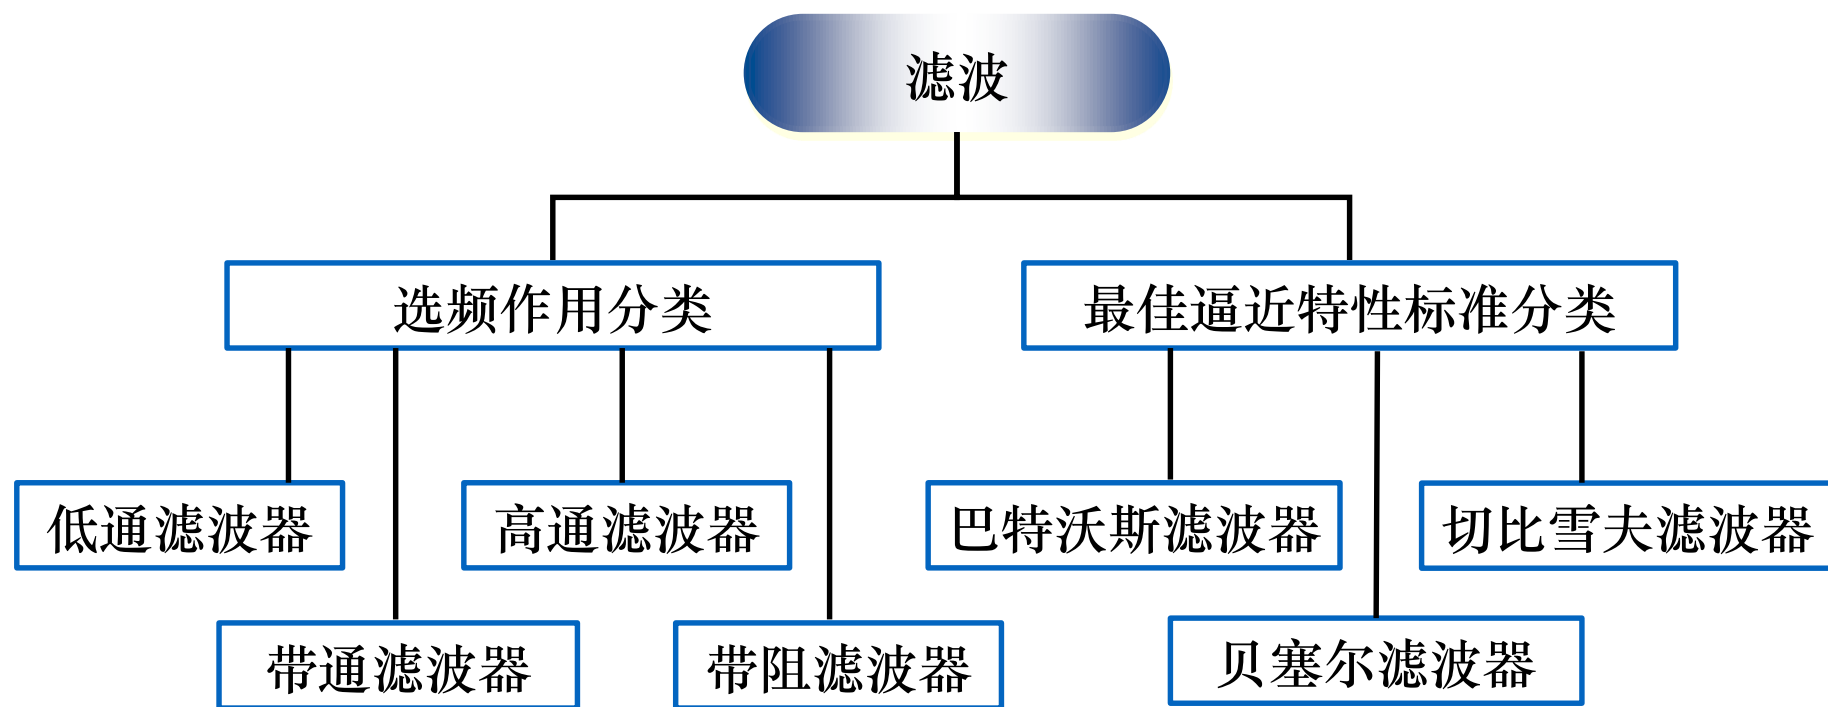 滤波
选频作用分类
最佳逼近特性标准分类
低通滤波器
高通滤波器
巴特沃斯滤波器
切比雪夫滤波器
带通滤波器
带阻滤波器
贝塞尔滤波器